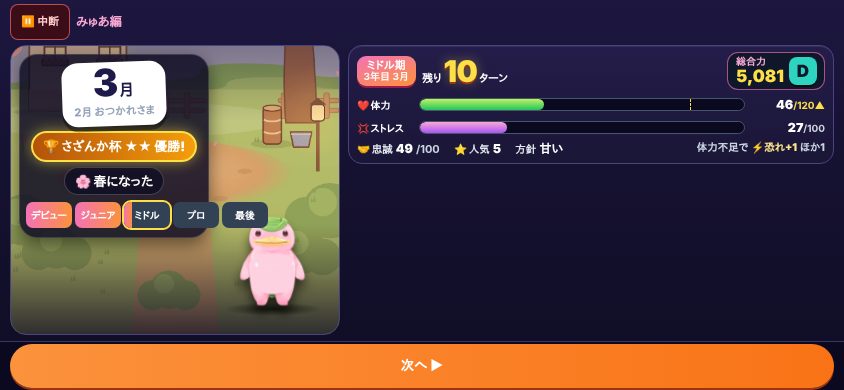 ⏸ 中断 みゅあ編
3月
2月 おつかれさま
🏆 さざんか杯 ★★ 優勝!
🌸 春になった
デビュー ジュニア ミドル プロ 最後
ミドル期
3年目 3月
残り 10 ターン
総合力
5,081 D
❤️体力 46/120▲
💢ストレス 27/100
🤝 忠誠 49 /100 ⭐ 人気 5 方針 甘い 体力不足で ⚡恐れ+1 ほか1
次へ ▶